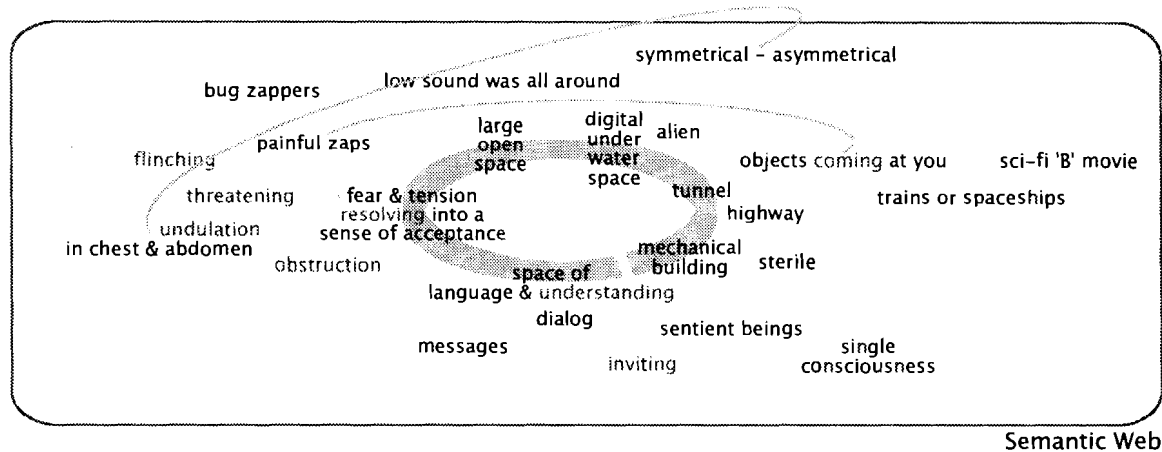 symmetrical – asymmetrical
low sound was all around
bug zappers
large
open
space
digital
under
water
space
alien
painful zaps
flinching
objects coming at you
sci-fi 'B' movie
threatening
fear & tension
resolving into a
sense of acceptance
tunnel
highway
trains or spaceships
undulation
in chest & abdomen
obstruction
mechanical
building
sterile
space of
language & understanding
dialog
sentient beings
messages
inviting
single
consciousness
Semantic Web